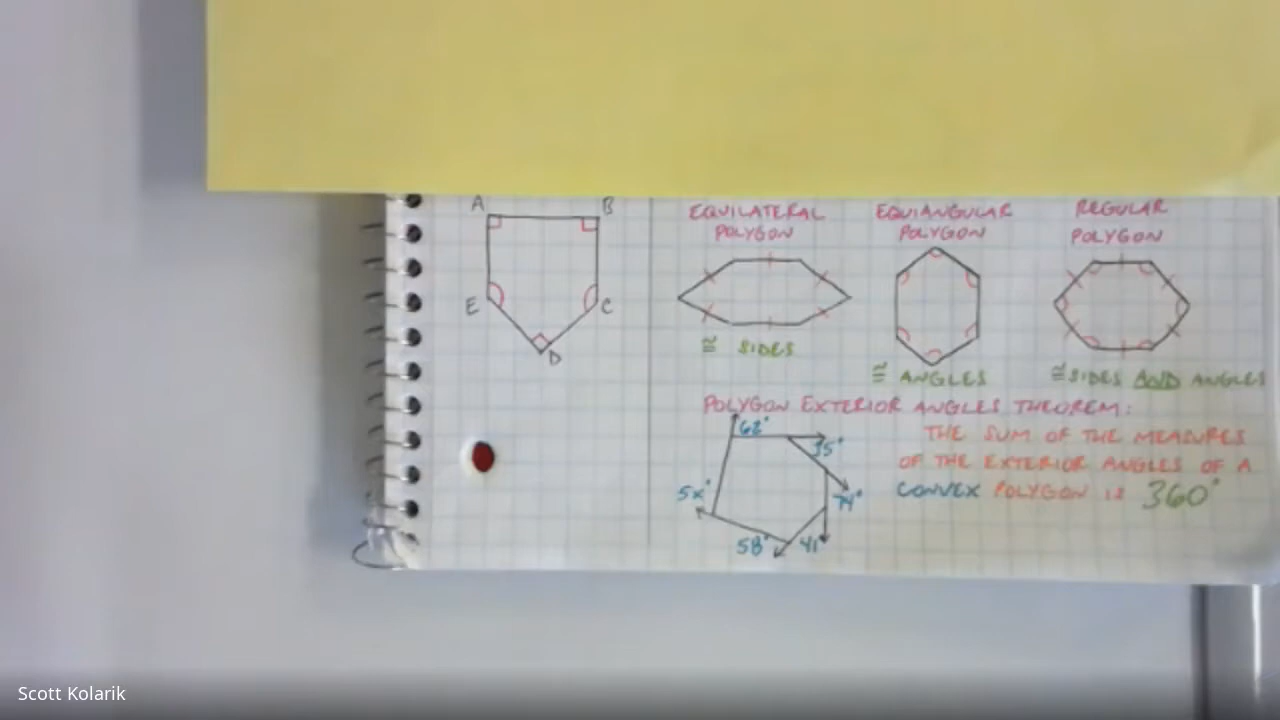 A B
E C
D
EQUILATERAL
POLYGON
≅ SIDES
EQUIANGULAR
POLYGON
≅ ANGLES
REGULAR
POLYGON
≅ SIDES AND ANGLES
POLYGON EXTERIOR ANGLES THEOREM:
THE SUM OF THE MEASURES
OF THE EXTERIOR ANGLES OF A
CONVEX POLYGON IS 360°
62°
35°
74°
41°
58°
5x°
Scott Kolarik